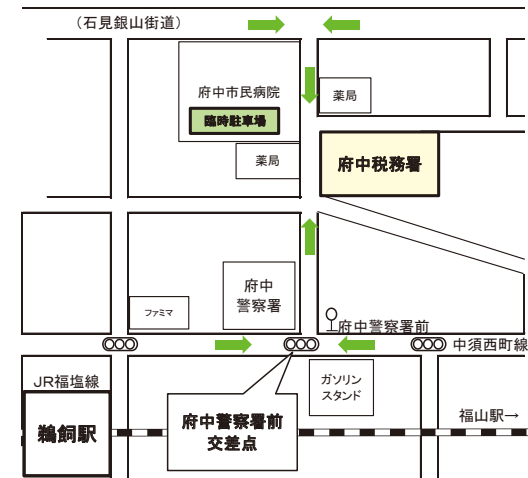 （石見銀山街道）
府中市民病院
臨時駐車場
薬局
薬局
府中税務署
府中
警察署
ファミマ
府中警察署前
中須西町線
JR福塩線
鵜飼駅
府中警察署前
交差点
ガソリン
スタンド
福山駅→